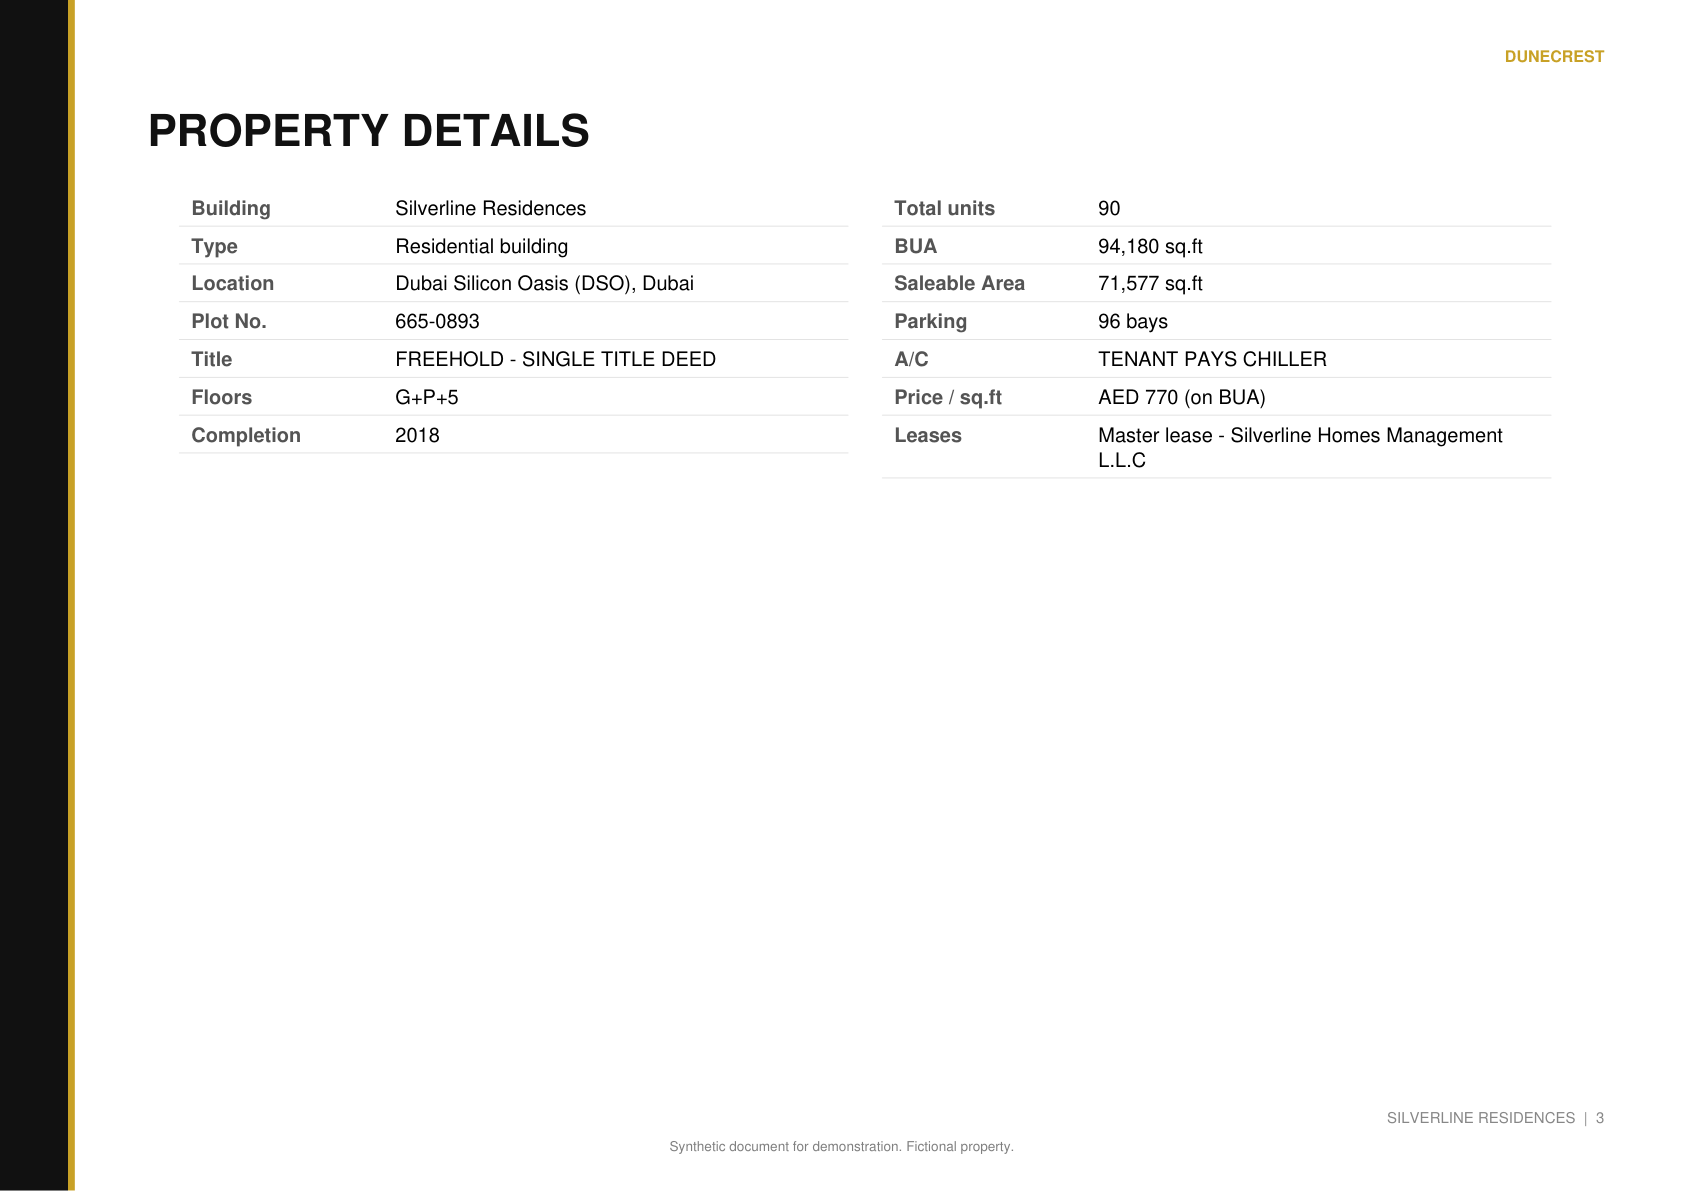 DUNECREST
PROPERTY DETAILS
Building Silverline Residences
Type Residential building
Location Dubai Silicon Oasis (DSO), Dubai
Plot No. 665-0893
Title FREEHOLD - SINGLE TITLE DEED
Floors G+P+5
Completion 2018
Total units 90
BUA 94,180 sq.ft
Saleable Area 71,577 sq.ft
Parking 96 bays
A/C TENANT PAYS CHILLER
Price / sq.ft AED 770 (on BUA)
Leases Master lease - Silverline Homes Management
L.L.C
SILVERLINE RESIDENCES | 3
Synthetic document for demonstration. Fictional property.